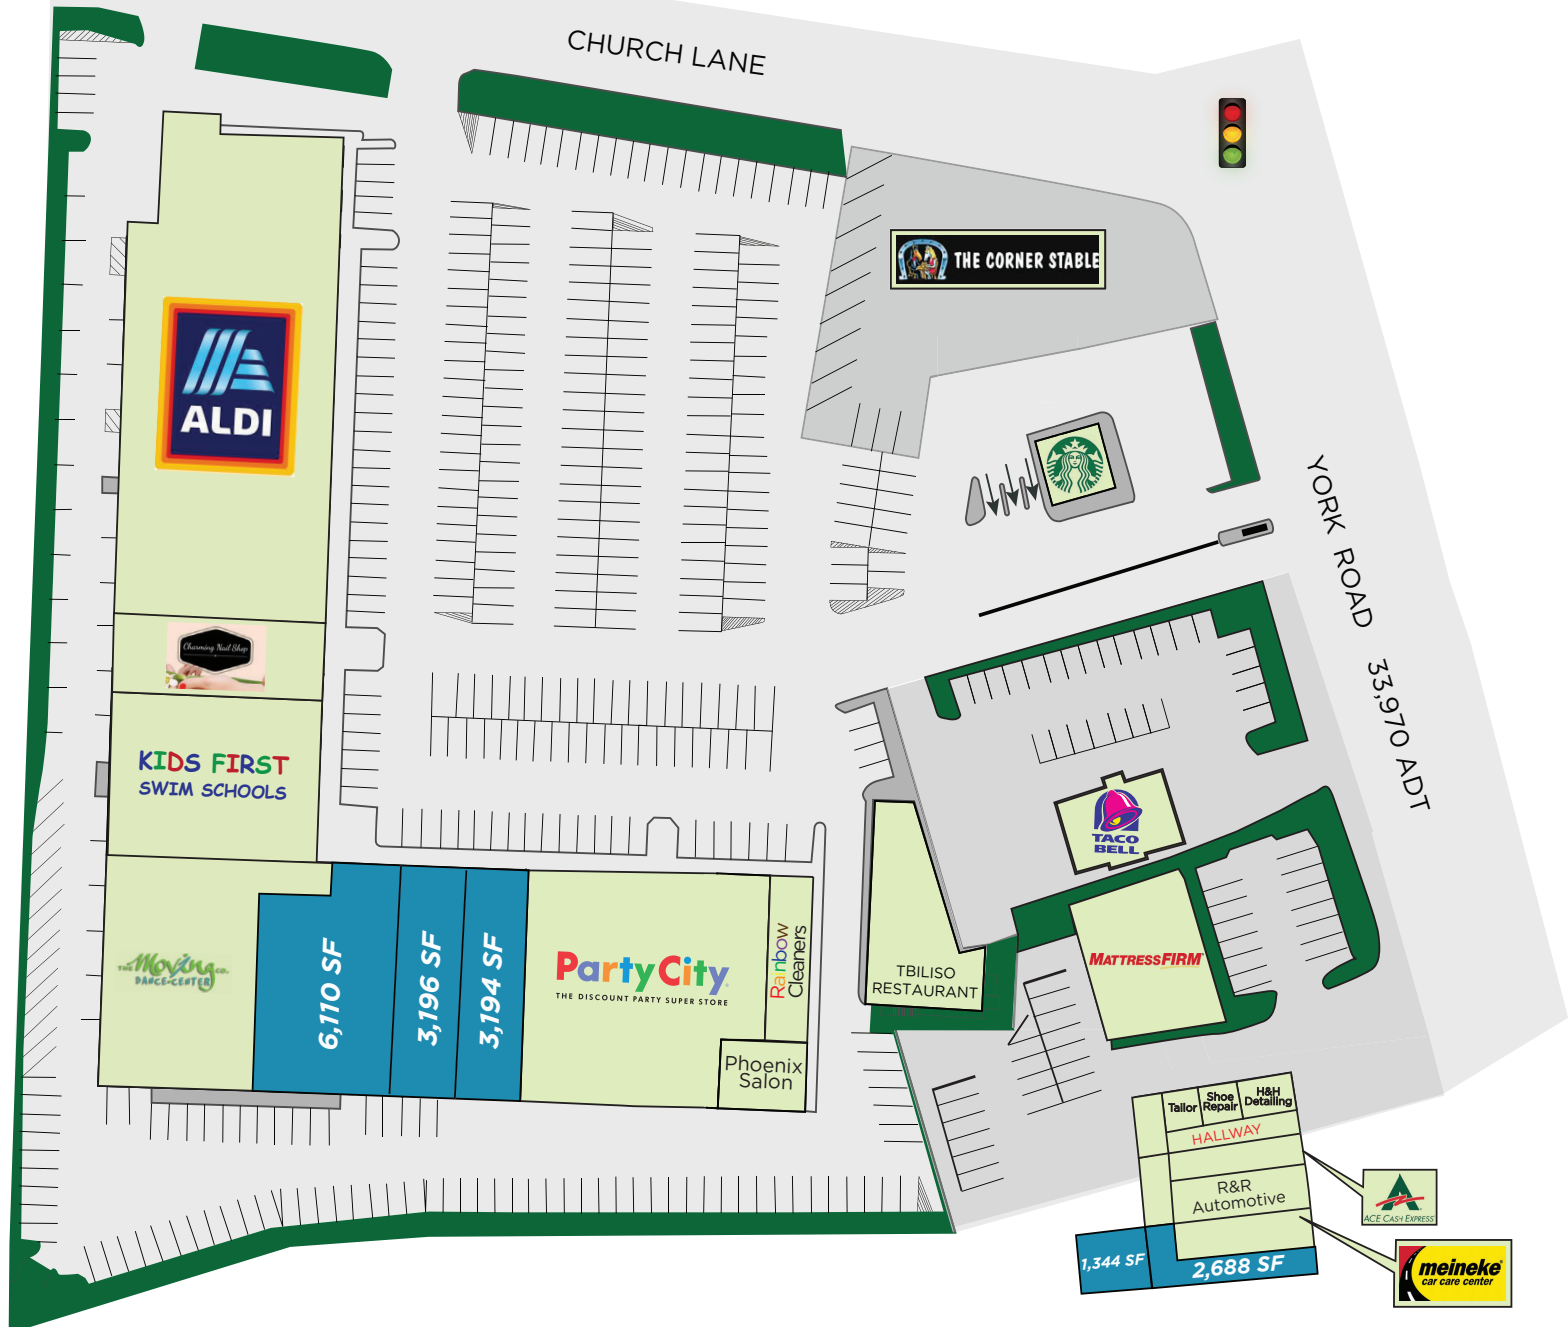 CHURCH LANE
THE CORNER STABLE
ALDI
YORK ROAD 33,970 ADT
Charming Nail Shop
KIDS FIRST
SWIM SCHOOLS
TACO
BELL
THE Moving CO.
DANCE-CENTER
6,110 SF
3,196 SF
3,194 SF
PartyCity.
THE DISCOUNT PARTY SUPER STORE
Rainbow
Cleaners
Phoenix
Salon
TBILISO
RESTAURANT
MATTRESSFIRM
Tailor
Shoe
Repair
H&H
Detailing
HALLWAY
R&R
Automotive
ACE CASH EXPRESS
1,344 SF
2,688 SF
meineke
car care center